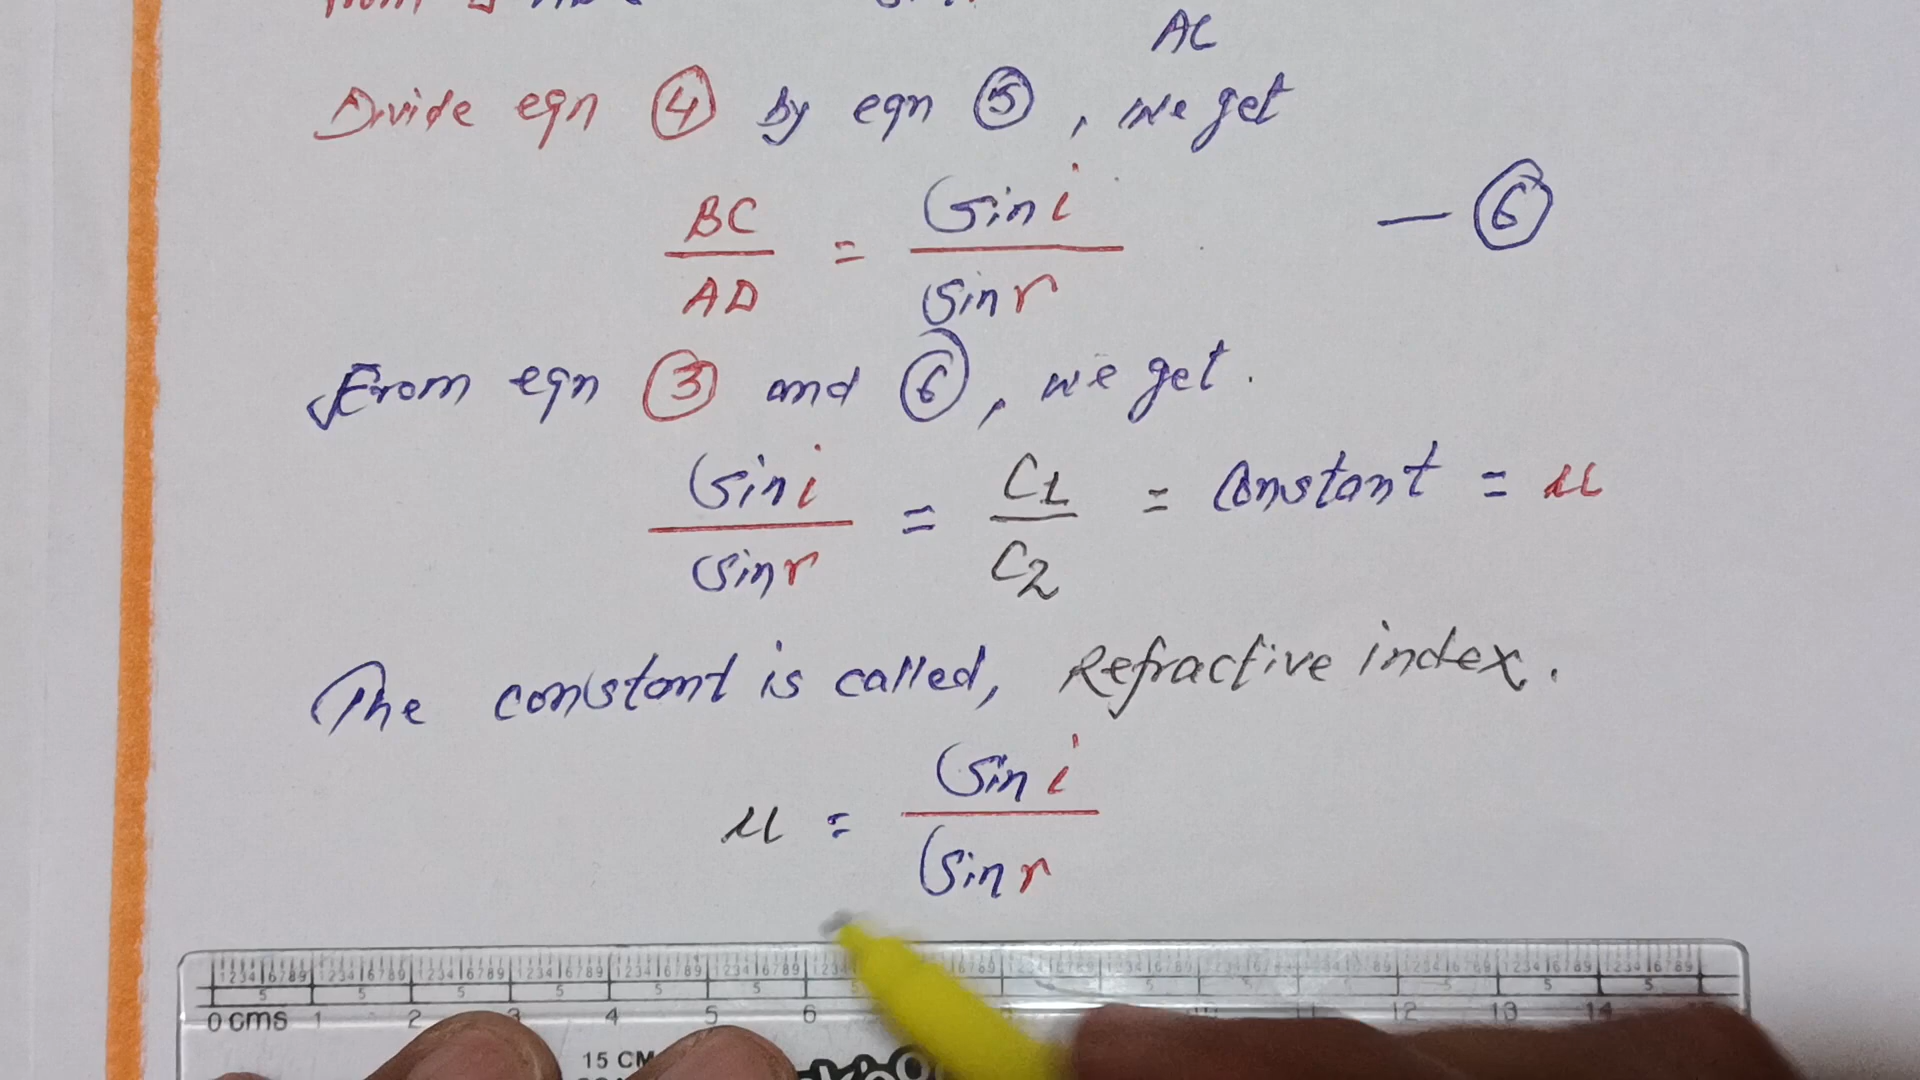 AC
Divide eqn ④ by eqn ⑤, we get
BC/AD = Sin i/Sin r — ⑥
From eqn ③ and ⑥, we get.
Sin i/Sin r = C1/C2 = Constant = μ
The constant is called, Refractive index.
μ = Sin i/Sin r
0 cms 1 2 3 4 5 6 12 13 14 15
15 CM